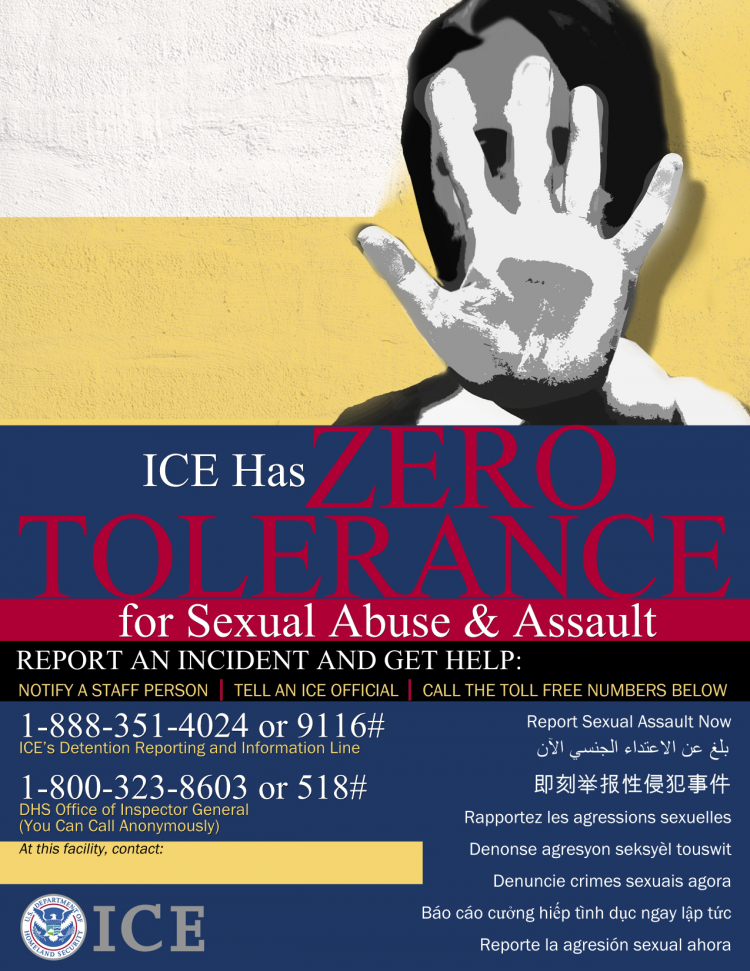 ICE Has ZERO
TOLERANCE
for Sexual Abuse & Assault
REPORT AN INCIDENT AND GET HELP:
NOTIFY A STAFF PERSON | TELL AN ICE OFFICIAL | CALL THE TOLL FREE NUMBERS BELOW
1-888-351-4024 or 9116#
ICE's Detention Reporting and Information Line
1-800-323-8603 or 518#
DHS Office of Inspector General
(You Can Call Anonymously)
At this facility, contact:
Report Sexual Assault Now
بلغ عن الاعتداء الجنسي الآن
即刻举报性侵犯事件
Rapportez les agressions sexuelles
Denonse agresyon seksyèl touswit
Denuncie crimes sexuais agora
Báo cáo cưởng hiếp tình dục ngay lập tức
Reporte la agresión sexual ahora
U.S. DEPARTMENT OF
HOMELAND SECURITY
ICE